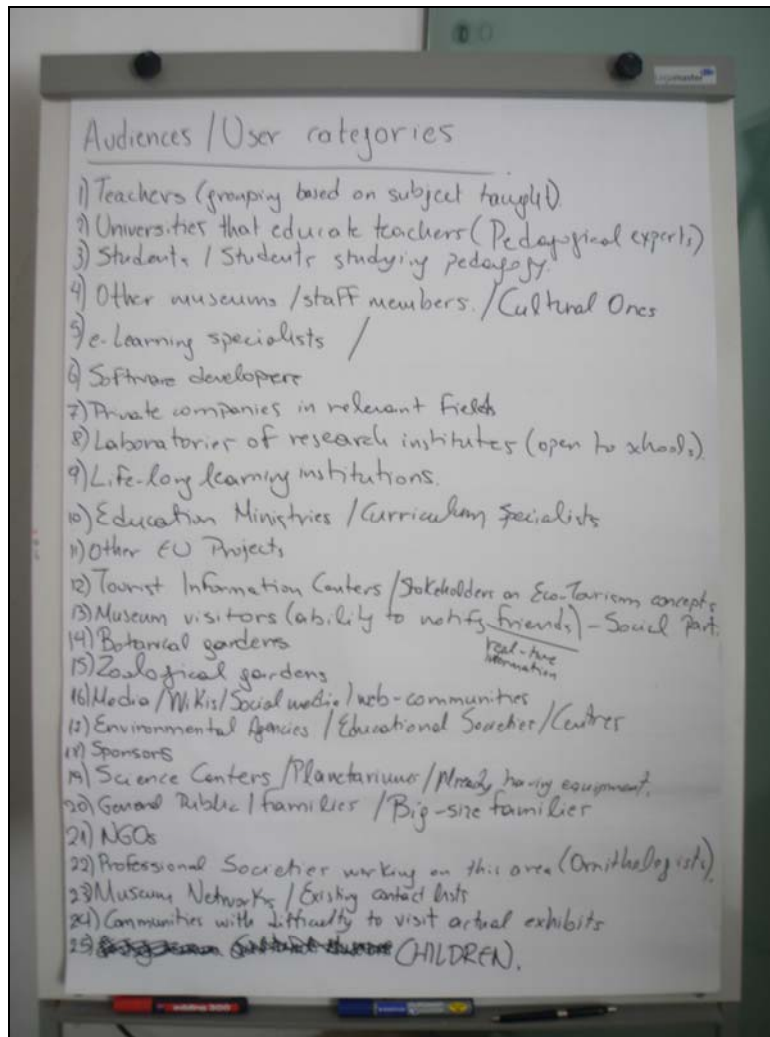 Legamaster
Audiences / User categories
1) Teachers (grouping based on subject taught).
2) Universities that educate teachers (Pedagogical experts)
3) Students / Students studying pedagogy.
4) Other museums / staff members. / Cultural Ones
5) e-Learning specialists /
6) Software developers
7) Private companies in relevant fields
8) Laboratories of research institutes (open to schools).
9) Life-long learning institutions.
10) Education Ministries / Curriculum Specialists
11) Other EU Projects
12) Tourist Information Centers / Stakeholders on Eco-Tourism concepts
13) Museum visitors (ability to notify friends) - Social Part.
real-time
information
14) Botanical gardens
15) Zoological gardens
16) Media / Wikis / Social media / web-communities
17) Environmental Agencies / Educational Societies / Centres
18) Sponsors
19) Science Centers / Planetariums / Already having equipment.
20) General Public / families / Big-size families
21) NGOs
22) Professional Societies working on this area (Ornithologists).
23) Museum Networks / Existing contact lists
24) Communities with difficulty to visit actual exhibits
25) CHILDREN.
edding 500